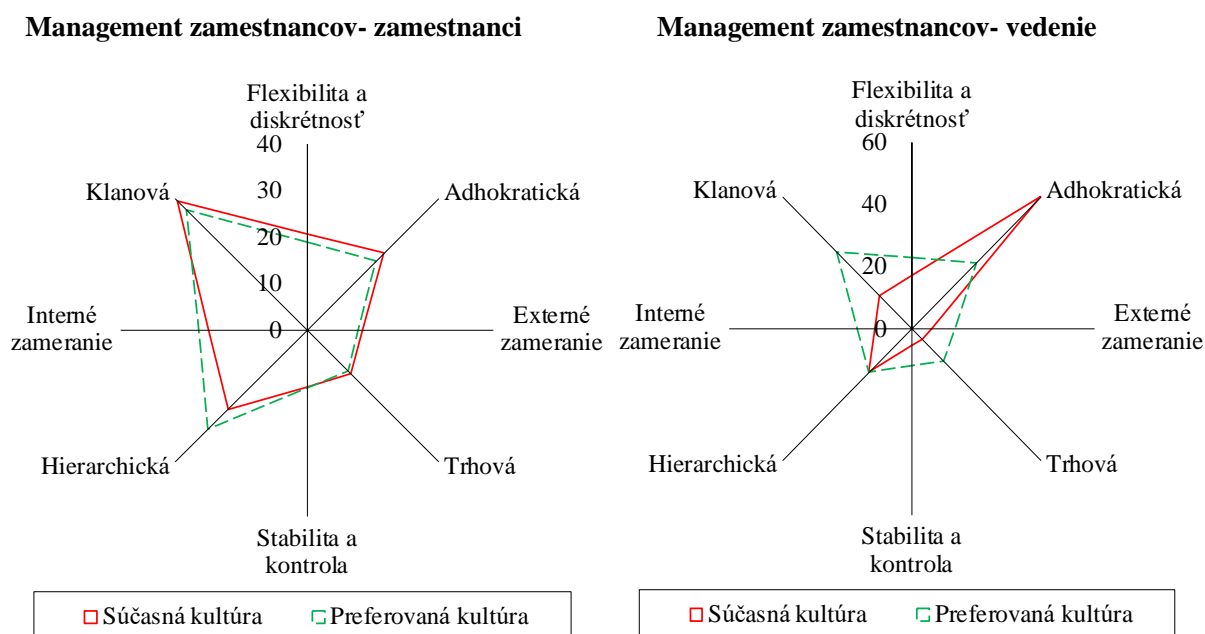 Management zamestnancov- zamestnanci
Flexibilita a
diskrétnosť
40
30
20
10
0
Klanová
Adhokratická
Interné
zameranie
Externé
zameranie
Hierarchická
Trhová
Stabilita a
kontrola
Súčasná kultúra
Preferovaná kultúra
Management zamestnancov- vedenie
Flexibilita a
diskrétnosť
60
40
20
0
Klanová
Adhokratická
Interné
zameranie
Externé
zameranie
Hierarchická
Trhová
Stabilita a
kontrola
Súčasná kultúra
Preferovaná kultúra